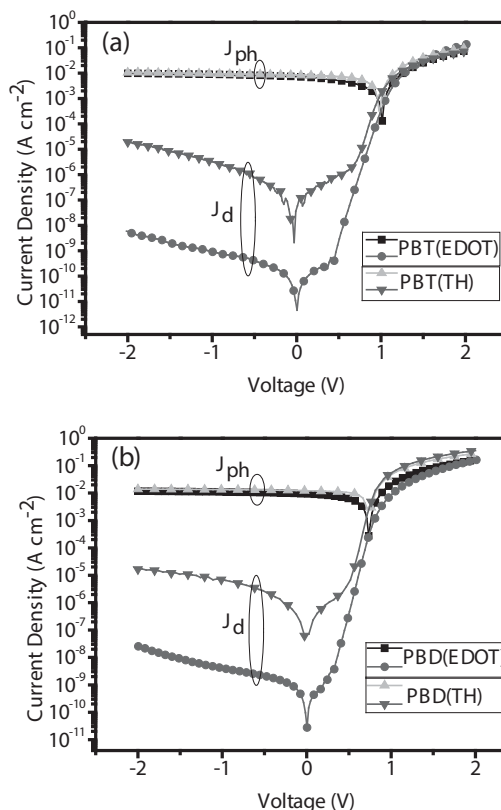 (a)
J_ph
J_d
10^0
10^-1
10^-2
10^-3
10^-4
10^-5
10^-6
10^-7
10^-8
10^-9
10^-10
10^-11
10^-12
Current Density (A cm^-2)
PBT(EDOT)
PBT(TH)
-2 -1 0 1 2
Voltage (V)
(b)
J_ph
J_d
10^0
10^-1
10^-2
10^-3
10^-4
10^-5
10^-6
10^-7
10^-8
10^-9
10^-10
10^-11
Current Density (A cm^-2)
PBD(EDOT)
PBD(TH)
-2 -1 0 1 2
Voltage (V)